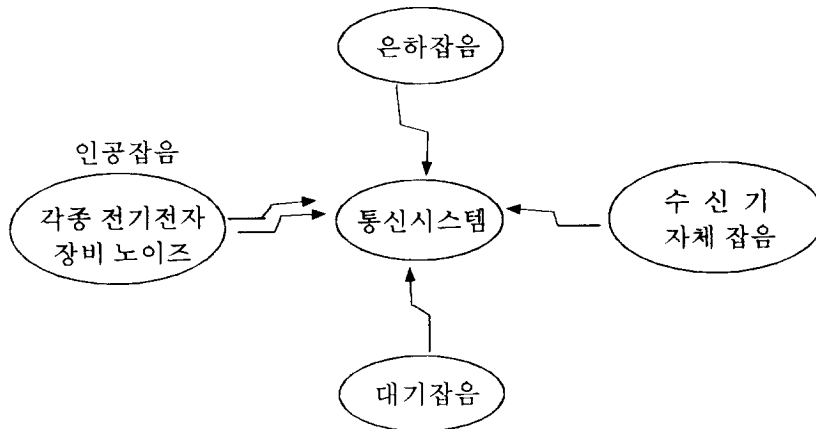 은하잡음
인공잡음
각종 전기전자
장비 노이즈
통신시스템
수 신 기
자체 잡음
대기잡음